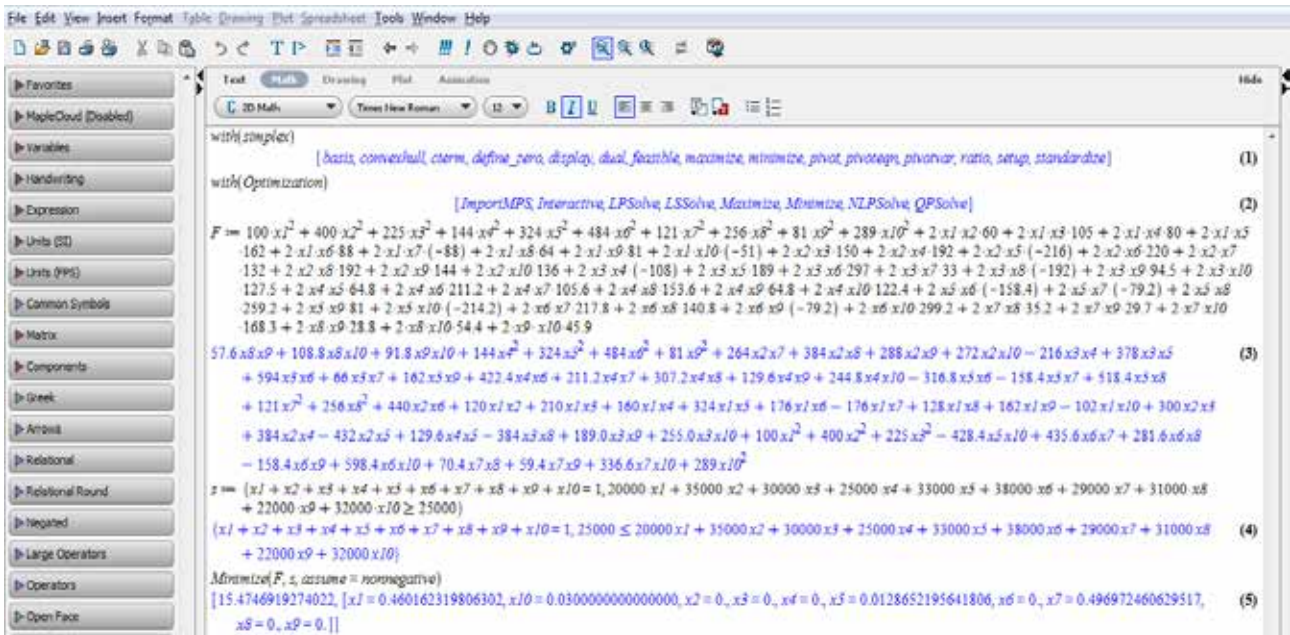 File Edit View Insert Format Table Drawing Plot Spreadsheet Tools Window Help
Text Math Drawing Plot Animation Hide
C 2D Math Times New Roman 12 B I U
Favorites
MapleCloud (Disabled)
Variables
Handwriting
Expression
Units (SI)
Units (FPS)
Common Symbols
Matrix
Components
Greek
Arrows
Relational
Relational Round
Negated
Large Operators
Operators
Open Face
with(simplex)
[basis, convexhull, cterm, define_zero, display, dual, feasible, maximize, minimize, pivot, pivoteqn, pivotvar, ratio, setup, standardize] (1)
with(Optimization)
[ImportMPS, Interactive, LPSolve, LSSolve, Maximize, Minimize, NLPSolve, QPSolve] (2)
F := 100·x1² + 400·x2² + 225·x3² + 144·x4² + 324·x5² + 484·x6² + 121·x7² + 256·x8² + 81·x9² + 289·x10² + 2·x1·x2·60 + 2·x1·x3·105 + 2·x1·x4·80 + 2·x1·x5
·162 + 2·x1·x6·88 + 2·x1·x7·(−88) + 2·x1·x8·64 + 2·x1·x9·81 + 2·x1·x10·(−51) + 2·x2·x3·150 + 2·x2·x4·192 + 2·x2·x5·(−216) + 2·x2·x6·220 + 2·x2·x7
·132 + 2·x2·x8·192 + 2·x2·x9·144 + 2·x2·x10·136 + 2·x3·x4·(−108) + 2·x3·x5·189 + 2·x3·x6·297 + 2·x3·x7·33 + 2·x3·x8·(−192) + 2·x3·x9·94.5 + 2·x3·x10
·127.5 + 2·x4·x5·64.8 + 2·x4·x6·211.2 + 2·x4·x7·105.6 + 2·x4·x8·153.6 + 2·x4·x9·64.8 + 2·x4·x10·122.4 + 2·x5·x6·(−158.4) + 2·x5·x7·(−79.2) + 2·x5·x8
·259.2 + 2·x5·x9·81 + 2·x5·x10·(−214.2) + 2·x6·x7·217.8 + 2·x6·x8·140.8 + 2·x6·x9·(−79.2) + 2·x6·x10·299.2 + 2·x7·x8·35.2 + 2·x7·x9·29.7 + 2·x7·x10
·168.3 + 2·x8·x9·28.8 + 2·x8·x10·54.4 + 2·x9·x10·45.9
57.6 x8 x9 + 108.8 x8 x10 + 91.8 x9 x10 + 144 x4² + 324 x5² + 484 x6² + 81 x9² + 264 x2 x7 + 384 x2 x8 + 288 x2 x9 + 272 x2 x10 − 216 x3 x4 + 378 x3 x5 (3)
+ 594 x3 x6 + 66 x3 x7 + 162 x5 x9 + 422.4 x4 x6 + 211.2 x4 x7 + 307.2 x4 x8 + 129.6 x4 x9 + 244.8 x4 x10 − 316.8 x5 x6 − 158.4 x5 x7 + 518.4 x5 x8
+ 121 x7² + 256 x8² + 440 x2 x6 + 120 x1 x2 + 210 x1 x3 + 160 x1 x4 + 324 x1 x5 + 176 x1 x6 − 176 x1 x7 + 128 x1 x8 + 162 x1 x9 − 102 x1 x10 + 300 x2 x3
+ 384 x2 x4 − 432 x2 x5 + 129.6 x4 x5 − 384 x3 x8 + 189.0 x3 x9 + 255.0 x3 x10 + 100 x1² + 400 x2² + 225 x3² − 428.4 x5 x10 + 435.6 x6 x7 + 281.6 x6 x8
− 158.4 x6 x9 + 598.4 x6 x10 + 70.4 x7 x8 + 59.4 x7 x9 + 336.6 x7 x10 + 289 x10²
s := {x1 + x2 + x3 + x4 + x5 + x6 + x7 + x8 + x9 + x10 = 1, 20000·x1 + 35000·x2 + 30000·x3 + 25000·x4 + 33000·x5 + 38000·x6 + 29000·x7 + 31000·x8
+ 22000·x9 + 32000·x10 ≥ 25000}
{x1 + x2 + x3 + x4 + x5 + x6 + x7 + x8 + x9 + x10 = 1, 25000 ≤ 20000 x1 + 35000 x2 + 30000 x3 + 25000 x4 + 33000 x5 + 38000 x6 + 29000 x7 + 31000 x8 (4)
+ 22000 x9 + 32000 x10}
Minimize(F, s, assume = nonnegative)
[15.4746919274022, [x1 = 0.460162319806302, x10 = 0.0300000000000000, x2 = 0., x3 = 0., x4 = 0., x5 = 0.0128652195641806, x6 = 0., x7 = 0.496972460629517, (5)
x8 = 0., x9 = 0.]]